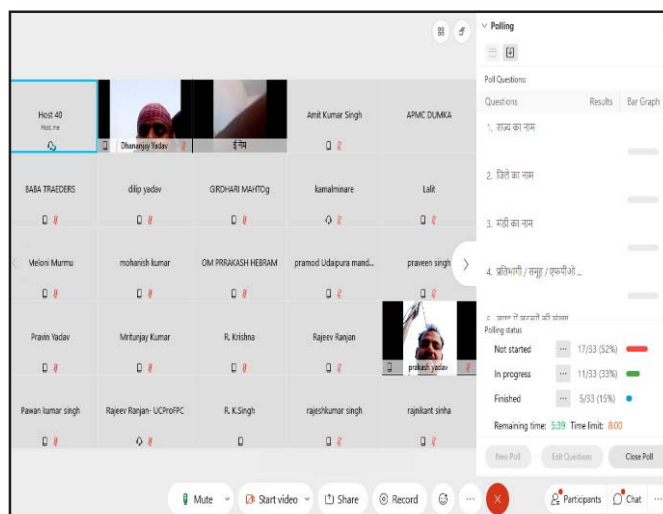 Polling
Poll Questions:
Questions Results Bar Graph
1. राज्य का नाम
2. जिले का नाम
3. मंडी का नाम
4. प्रतिभागी / समूह / एफपीओ ...
Polling status
Not started ... 17/33 (52%)
In progress ... 11/33 (33%)
Finished ... 5/33 (15%)
Remaining time: 5:39 Time limit: 8:00
New Poll Edit Questions Close Poll
Host 40
Host, me
Dhananjay Yadav
ई नेम
Amit Kumar Singh
APMC DUMKA
BABA TRAEDERS
dilip yadav
GIRDHARI MAHTOg
kamalminare
Lalit
Meloni Murmu
mohanish kumar
OM PRRAKASH HEBRAM
pramod Udaipura mand...
praveen singh
Pravin Yadav
Mritunjay Kumar
R. Krishna
Rajeev Ranjan
prakash yadav
Pawan kumar singh
Rajeev Ranjan- UCProFPC
R. K.Singh
rajeshkumar singh
rajnikant sinha
Mute Start video Share Record ... Participants Chat ...